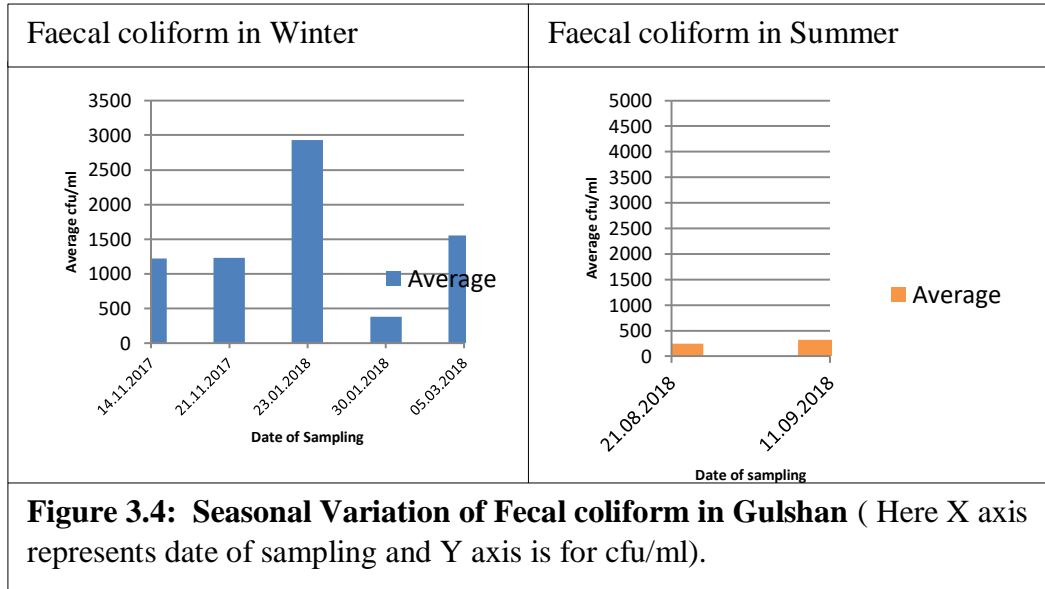 Faecal coliform in Winter
Faecal coliform in Summer
3500
3000
2500
2000
1500
1000
500
0
Average cfu/ml
14.11.2017
21.11.2017
23.01.2018
30.01.2018
05.03.2018
Date of Sampling
Average
5000
4500
4000
3500
3000
2500
2000
1500
1000
500
0
Average cfu/ml
21.08.2018
11.09.2018
Date of sampling
Average
Figure 3.4: Seasonal Variation of Fecal coliform in Gulshan ( Here X axis
represents date of sampling and Y axis is for cfu/ml).